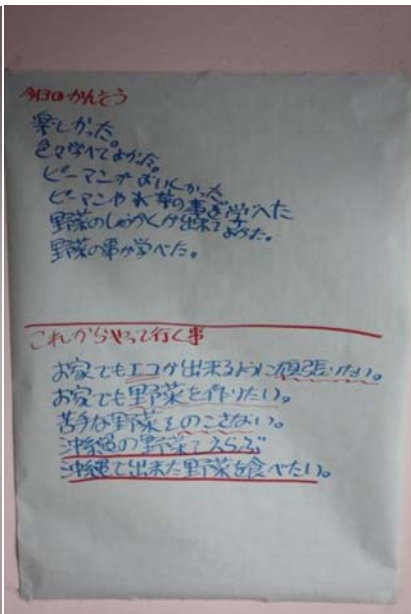 今日のかんそう
楽しかった。
色々学べてよかった。
ピーマンがおいしかった。
ピーマンや水草の事を学べた
野菜のしゅうかくが出来てよかった。
野菜の事が学べた。
これからやって行く事
お家でもエコが出来るように頑張りたい。
お家でも野菜を作りたい。
苦手な野菜をのこさない。
沖縄の野菜をえらぶ
沖縄で出来た野菜を食べたい。